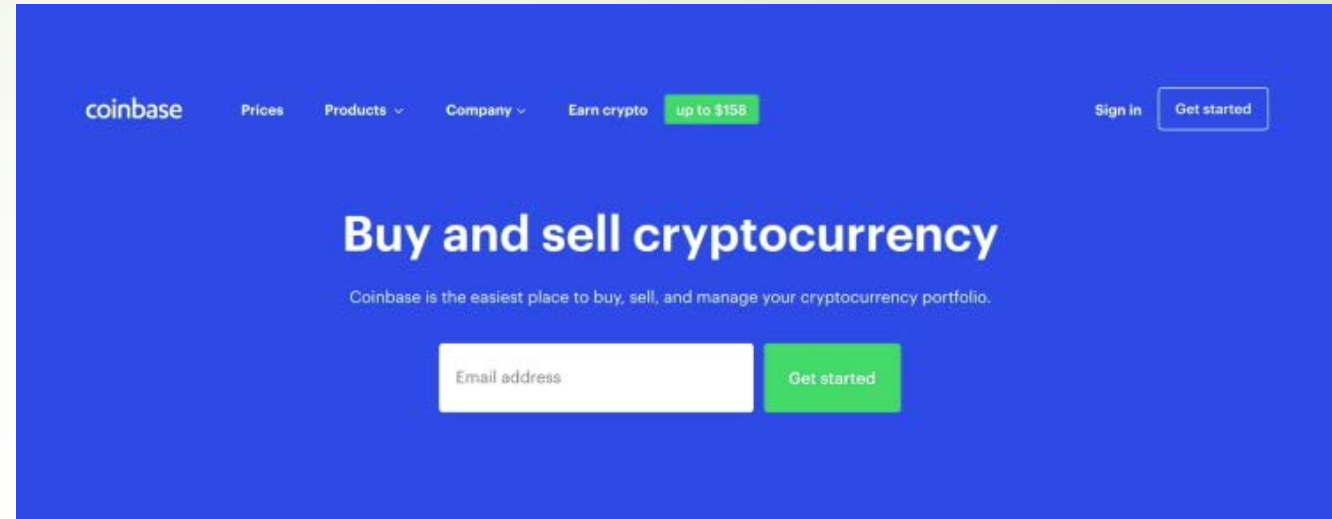 coinbase Prices Products Company Earn crypto up to $158 Sign in Get started
Buy and sell cryptocurrency
Coinbase is the easiest place to buy, sell, and manage your cryptocurrency portfolio.
Email address Get started